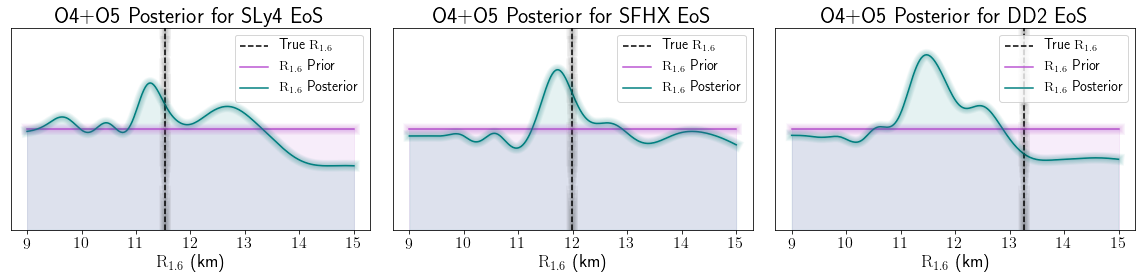 O4+O5 Posterior for SLy4 EoS
True R1.6
R1.6 Prior
R1.6 Posterior
9 10 11 12 13 14 15
R1.6 (km)
O4+O5 Posterior for SFHX EoS
True R1.6
R1.6 Prior
R1.6 Posterior
9 10 11 12 13 14 15
R1.6 (km)
O4+O5 Posterior for DD2 EoS
True R1.6
R1.6 Prior
R1.6 Posterior
9 10 11 12 13 14 15
R1.6 (km)